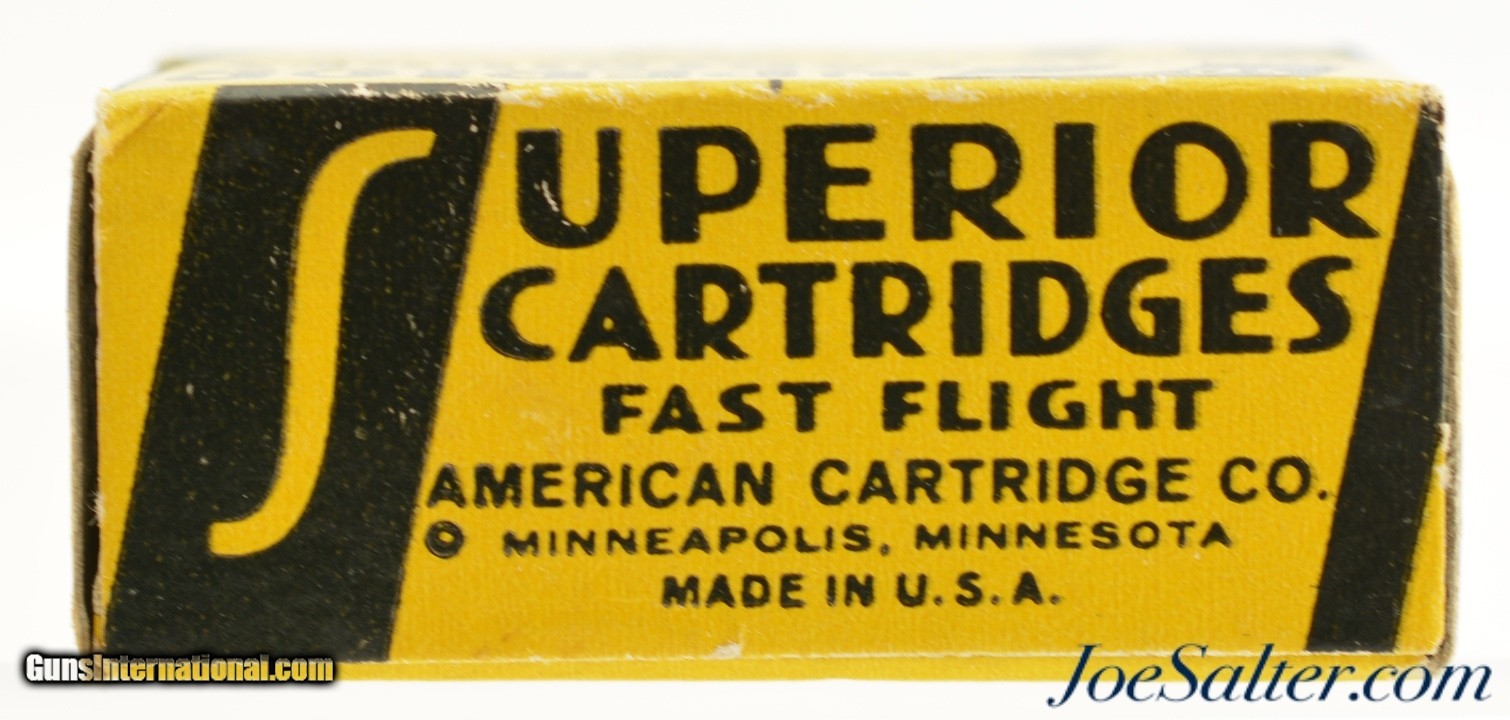 SUPERIOR
CARTRIDGES
FAST FLIGHT
AMERICAN CARTRIDGE CO.
© MINNEAPOLIS, MINNESOTA
MADE IN U.S.A.
GunsInternational.com
JoeSalter.com